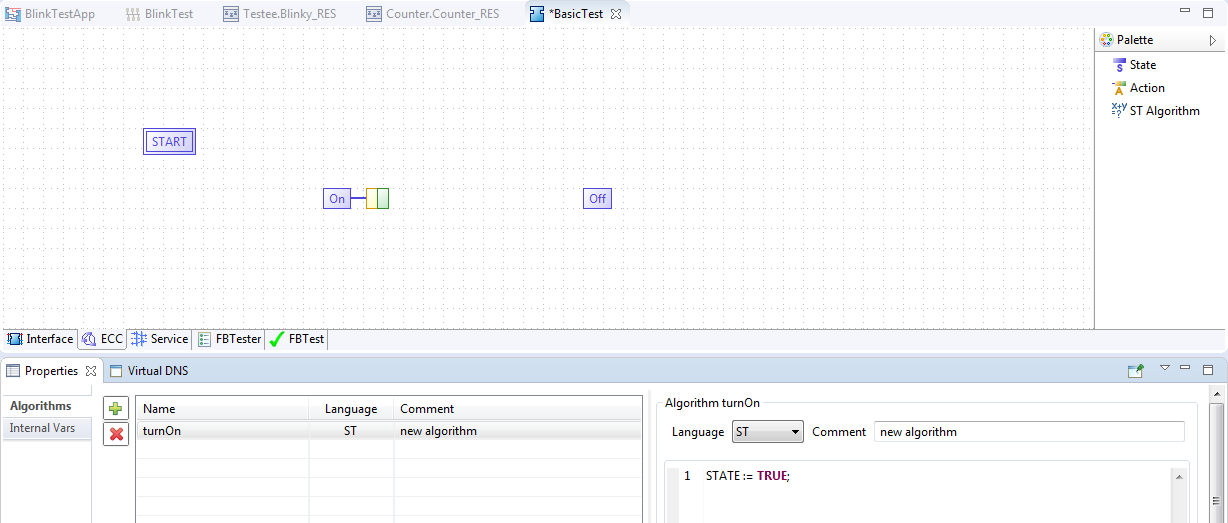 BlinkTestApp BlinkTest Testee.Blinky_RES Counter.Counter_RES *BasicTest
Palette
State
Action
ST Algorithm
START
On Off
Interface ECC Service FBTester FBTest
Properties Virtual DNS
Algorithms
Internal Vars
Name Language Comment
turnOn ST new algorithm
Algorithm turnOn
Language ST Comment new algorithm
1 STATE := TRUE;